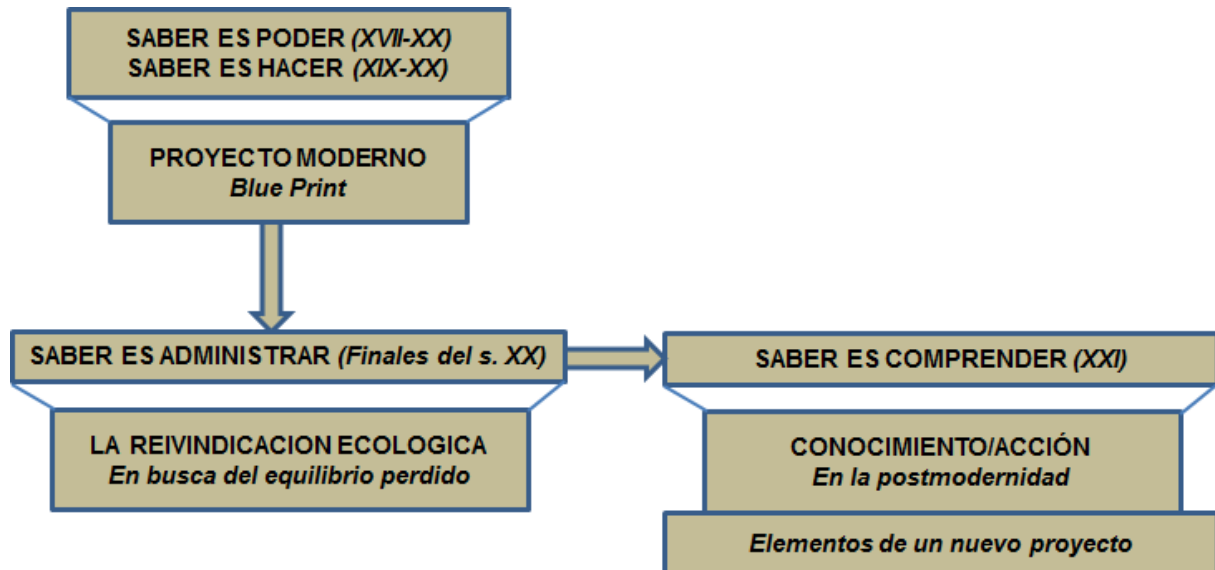 SABER ES PODER (XVII-XX)
SABER ES HACER (XIX-XX)
PROYECTO MODERNO
Blue Print
SABER ES ADMINISTRAR (Finales del s. XX)
LA REIVINDICACION ECOLOGICA
En busca del equilibrio perdido
SABER ES COMPRENDER (XXI)
CONOCIMIENTO/ACCIÓN
En la postmodernidad
Elementos de un nuevo proyecto